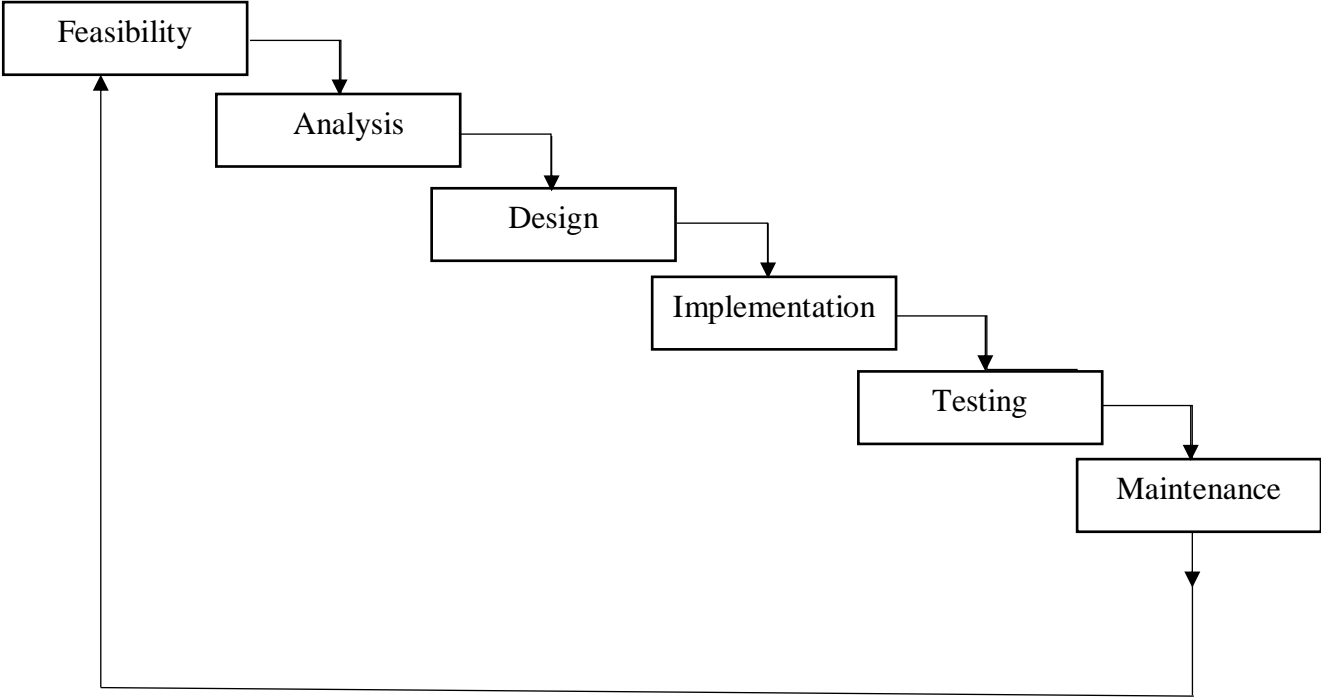 Feasibility
Analysis
Design
Implementation
Testing
Maintenance